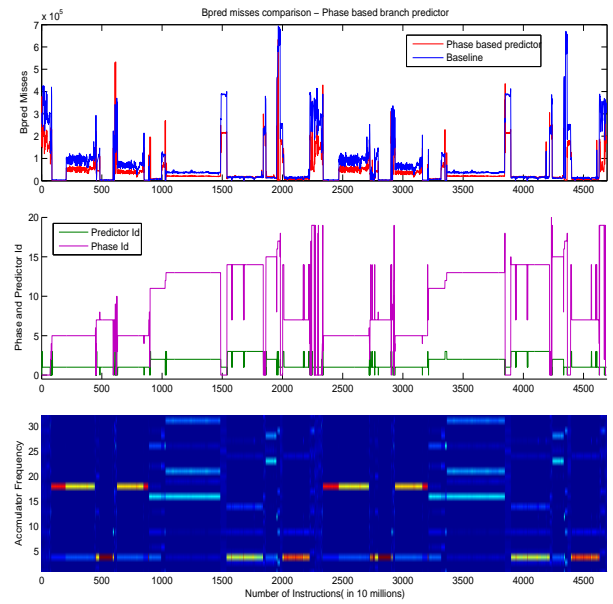 Bpred misses comparison − Phase based branch predictor
x 10^5
7
6
5
4
3
2
1
0
Bpred Misses
Phase based predictor
Baseline
0 500 1000 1500 2000 2500 3000 3500 4000 4500
20
15
10
5
0
Phase and Predictor Id
Predictor Id
Phase Id
0 500 1000 1500 2000 2500 3000 3500 4000 4500
30
25
20
15
10
5
Accmulator Frequency
0 500 1000 1500 2000 2500 3000 3500 4000 4500
Number of Instructions( in 10 millions)